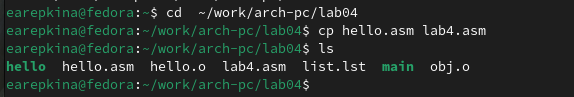 earepkina@fedora:~$ cd  ~/work/arch-pc/lab04
earepkina@fedora:~/work/arch-pc/lab04$ cp hello.asm lab4.asm
earepkina@fedora:~/work/arch-pc/lab04$ ls
hello  hello.asm  hello.o  lab4.asm  list.lst  main  obj.o
earepkina@fedora:~/work/arch-pc/lab04$